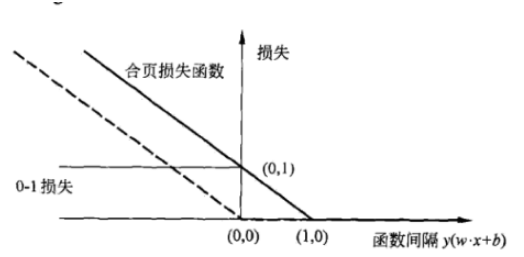 损失
合页损失函数
(0,1)
0-1 损失
(0,0)
(1,0)
函数间隔 y(w·x+b)